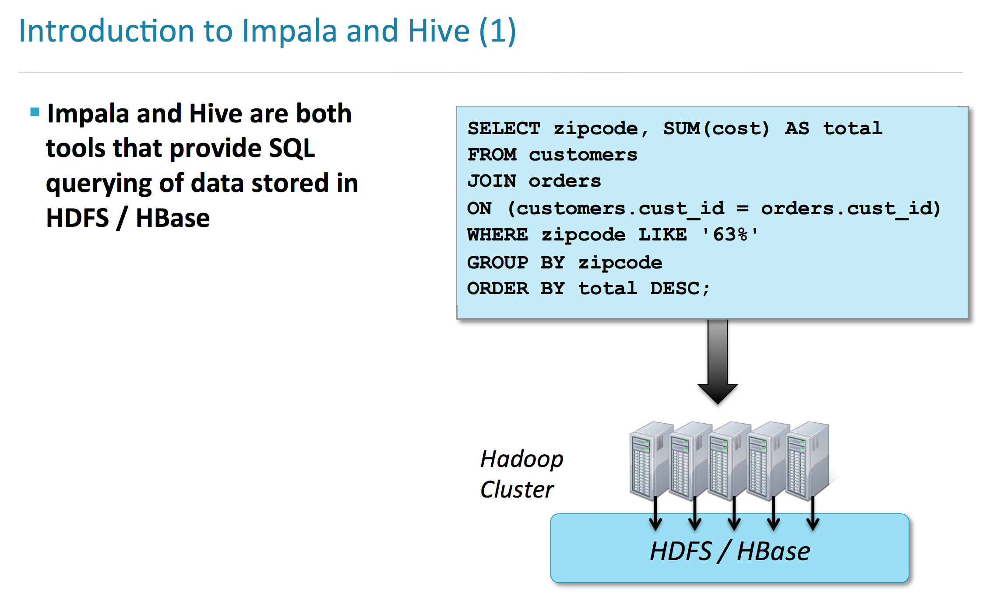 Introduction to Impala and Hive (1)
▪ Impala and Hive are both
tools that provide SQL
querying of data stored in
HDFS / HBase
SELECT zipcode, SUM(cost) AS total
FROM customers
JOIN orders
ON (customers.cust_id = orders.cust_id)
WHERE zipcode LIKE '63%'
GROUP BY zipcode
ORDER BY total DESC;
Hadoop
Cluster
HDFS / HBase